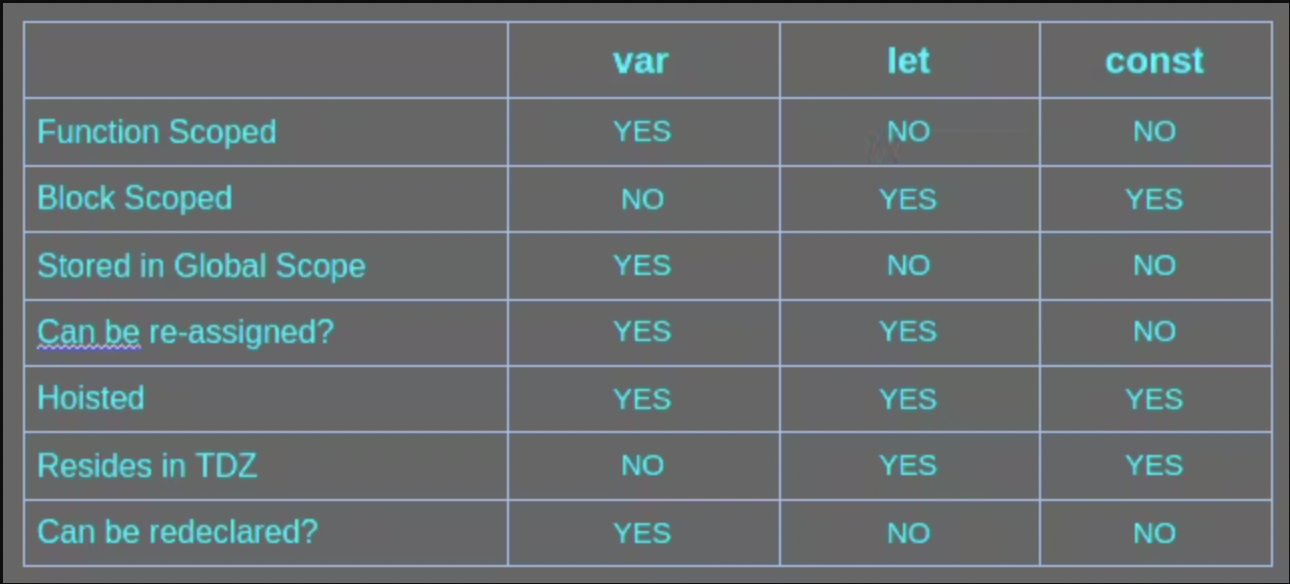 var let const
Function Scoped YES NO NO
Block Scoped NO YES YES
Stored in Global Scope YES NO NO
Can be re-assigned? YES YES NO
Hoisted YES YES YES
Resides in TDZ NO YES YES
Can be redeclared? YES NO NO